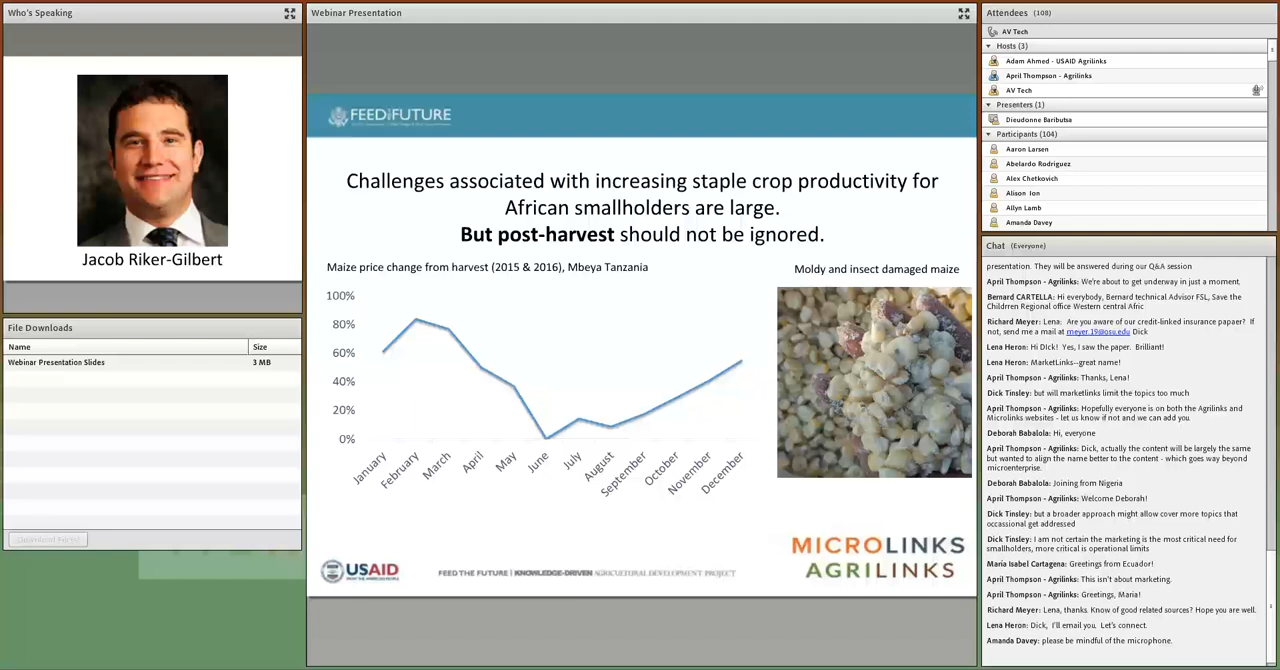 Who's Speaking
Jacob Riker-Gilbert
File Downloads
Name Size
Webinar Presentation Slides 3 MB
Webinar Presentation
FEED THE FUTURE
Challenges associated with increasing staple crop productivity for
African smallholders are large.
But post-harvest should not be ignored.
Maize price change from harvest (2015 & 2016), Mbeya Tanzania
100%
80%
60%
40%
20%
0%
January
February
March
April
May
June
July
August
September
October
November
December
Moldy and insect damaged maize
USAID
FROM THE AMERICAN PEOPLE
FEED THE FUTURE | KNOWLEDGE-DRIVEN AGRICULTURAL DEVELOPMENT PROJECT
MICROLINKS
AGRILINKS
Attendees (108)
AV Tech
Hosts (3)
Adam Ahmed - USAID Agrilinks
April Thompson - Agrilinks
AV Tech
Presenters (1)
Dieudonne Baributsa
Participants (104)
Aaron Larsen
Abelardo Rodriguez
Alex Chetkovich
Alison Ion
Allyn Lamb
Amanda Davey
Chat (Everyone)
presentation. They will be answered during our Q&A session
April Thompson - Agrilinks: We're about to get underway in just a moment.
Bernard CARTELLA: Hi everybody, Bernard technical Advisor FSL, Save the
Childrren Regional office Western central Afric
Richard Meyer: Lena: Are you aware of our credit-linked insurance papaer? If
not, send me a mail at meyer.19@osu.edu Dick
Lena Heron: Hi DIck! Yes, I saw the paper. Brilliant!
Lena Heron: MarketLinks--great name!
April Thompson - Agrilinks: Thanks, Lena!
Dick Tinsley: but will marketlinks limit the topics too much
April Thompson - Agrilinks: Hopefully everyone is on both the Agrilinks and
Microlinks websites - let us know if not and we can add you.
Deborah Babalola: Hi, everyone
April Thompson - Agrilinks: Dick, actually the content will be largely the same
but wanted to align the name better to the content - which goes way beyond
microenterprise.
Deborah Babalola: Joining from Nigeria
April Thompson - Agrilinks: Welcome Deborah!
Dick Tinsley: but a broader approach might allow cover more topics that
occassional get addressed
Dick Tinsley: I am not certain the marketing is the most critical need for
smallholders, more critical is operational limits
Maria Isabel Cartagena: Greetings from Ecuador!
April Thompson - Agrilinks: This isn't about marketing.
April Thompson - Agrilinks: Greetings, Maria!
Richard Meyer: Lena, thanks. Know of good related sources? Hope you are well.
Lena Heron: Dick, I'll email you. Let's connect.
Amanda Davey: please be mindful of the microphone.